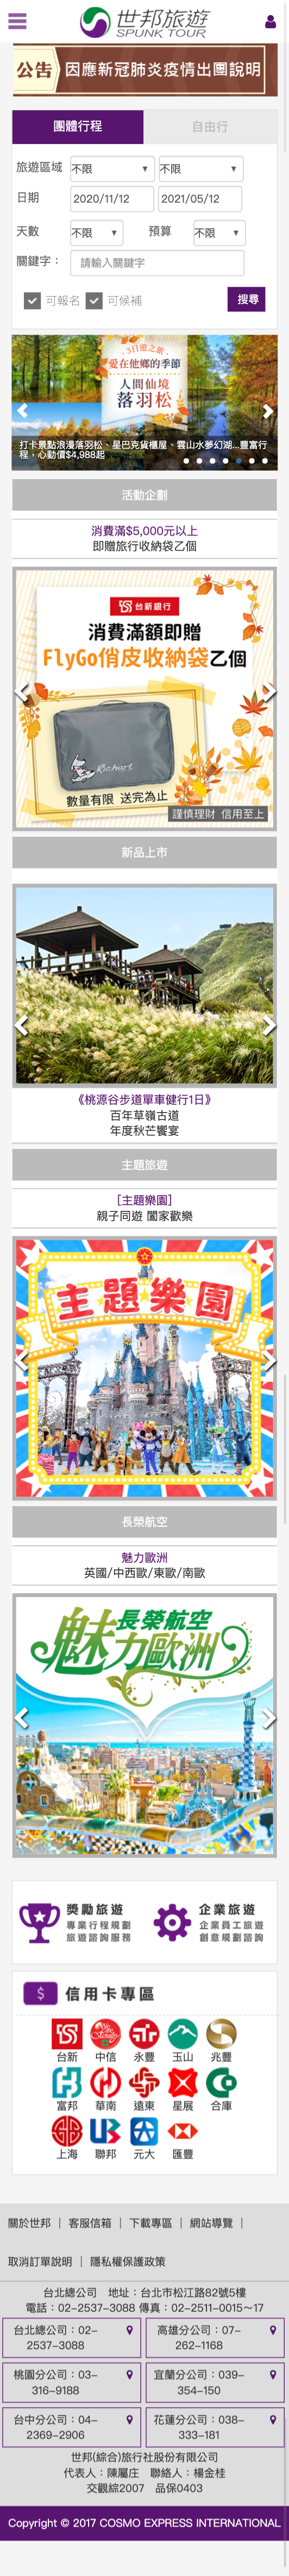 世邦旅遊
SPUNK TOUR
公告 因應新冠肺炎疫情出團說明
團體行程 自由行
旅遊區域 不限 不限
日期 2020/11/12 2021/05/12
天數 不限 預算 不限
關鍵字： 請輸入關鍵字
可報名 可候補 搜尋
3日遊之旅
愛在他鄉的季節
人間仙境
落羽松
打卡景點浪漫落羽松、星巴克貨櫃屋、雲山水夢幻湖...豐富行
程，心動價$4,988起
活動企劃
消費滿$5,000元以上
即贈旅行收納袋乙個
台新銀行
消費滿額即贈
FlyGo俏皮收納袋乙個
Richart
數量有限 送完為止
謹慎理財 信用至上
新品上市
《桃源谷步道單車健行1日》
百年草嶺古道
年度秋芒饗宴
主題旅遊
[主題樂園]
親子同遊 闔家歡樂
主題樂園
長榮航空
魅力歐洲
英國/中西歐/東歐/南歐
長榮航空
魅力歐洲
獎勵旅遊
專業行程規劃
旅遊諮詢服務
企業旅遊
企業員工旅遊
創意規劃諮詢
$ 信用卡專區
台新 中信 永豐 玉山 兆豐
富邦 華南 遠東 星展 合庫
上海 聯邦 元大 匯豐
關於世邦 | 客服信箱 | 下載專區 | 網站導覽 |
取消訂單說明 | 隱私權保護政策
台北總公司 地址：台北市松江路82號5樓
電話：02-2537-3088 傳真：02-2511-0015~17
台北總公司：02-
2537-3088
高雄分公司：07-
262-1168
桃園分公司：03-
316-9188
宜蘭分公司：039-
354-150
台中分公司：04-
2369-2906
花蓮分公司：038-
333-181
世邦(綜合)旅行社股份有限公司
代表人：陳屬庄 聯絡人：楊金桂
交觀綜2007 品保0403
Copyright © 2017 COSMO EXPRESS INTERNATIONAL